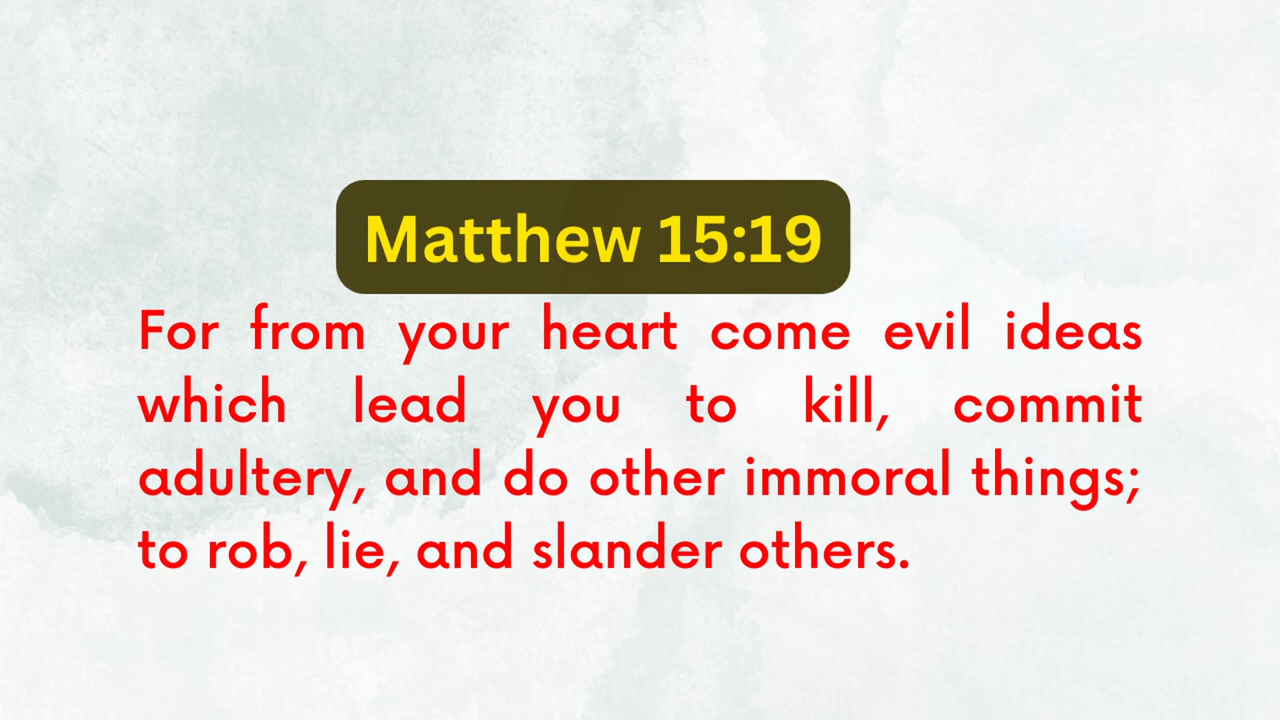 Matthew 15:19
For from your heart come evil ideas
which lead you to kill, commit
adultery, and do other immoral things;
to rob, lie, and slander others.